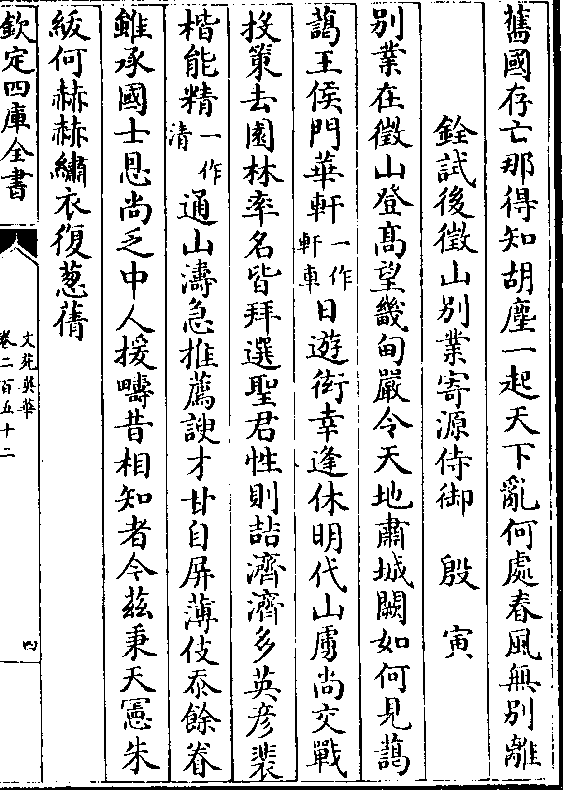 舊國存亡那得知胡塵一起天下亂何處春風無別離
銓試後徵山別業寄源侍御　殷　寅
別業在徵山登高望畿甸嚴令天地肅城闕如何見藹
藹王侯門華軒一作軒車日遊衒幸逢休明代山虜尚交戰
投策去園林率名皆拜選聖君性則喆濟濟多英彦裴
楷能精一作清通山濤急推薦謏才甘自屏薄伎忝餘眷
雖承國士恩尚乏中人援疇昔相知者今兹秉天憲朱
紱何赫赫繡衣復葱蒨
欽定四庫全書
文苑英華
卷二百五十二
四